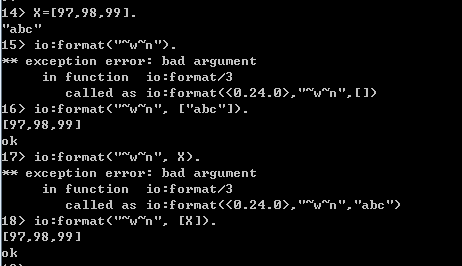 14> X=[97,98,99].
"abc"
15> io:format("~w~n").
** exception error: bad argument
     in function  io:format/3
        called as io:format(<0.24.0>,"~w~n",[])
16> io:format("~w~n", ["abc"]).
[97,98,99]
ok
17> io:format("~w~n", X).
** exception error: bad argument
     in function  io:format/3
        called as io:format(<0.24.0>,"~w~n","abc")
18> io:format("~w~n", [X]).
[97,98,99]
ok